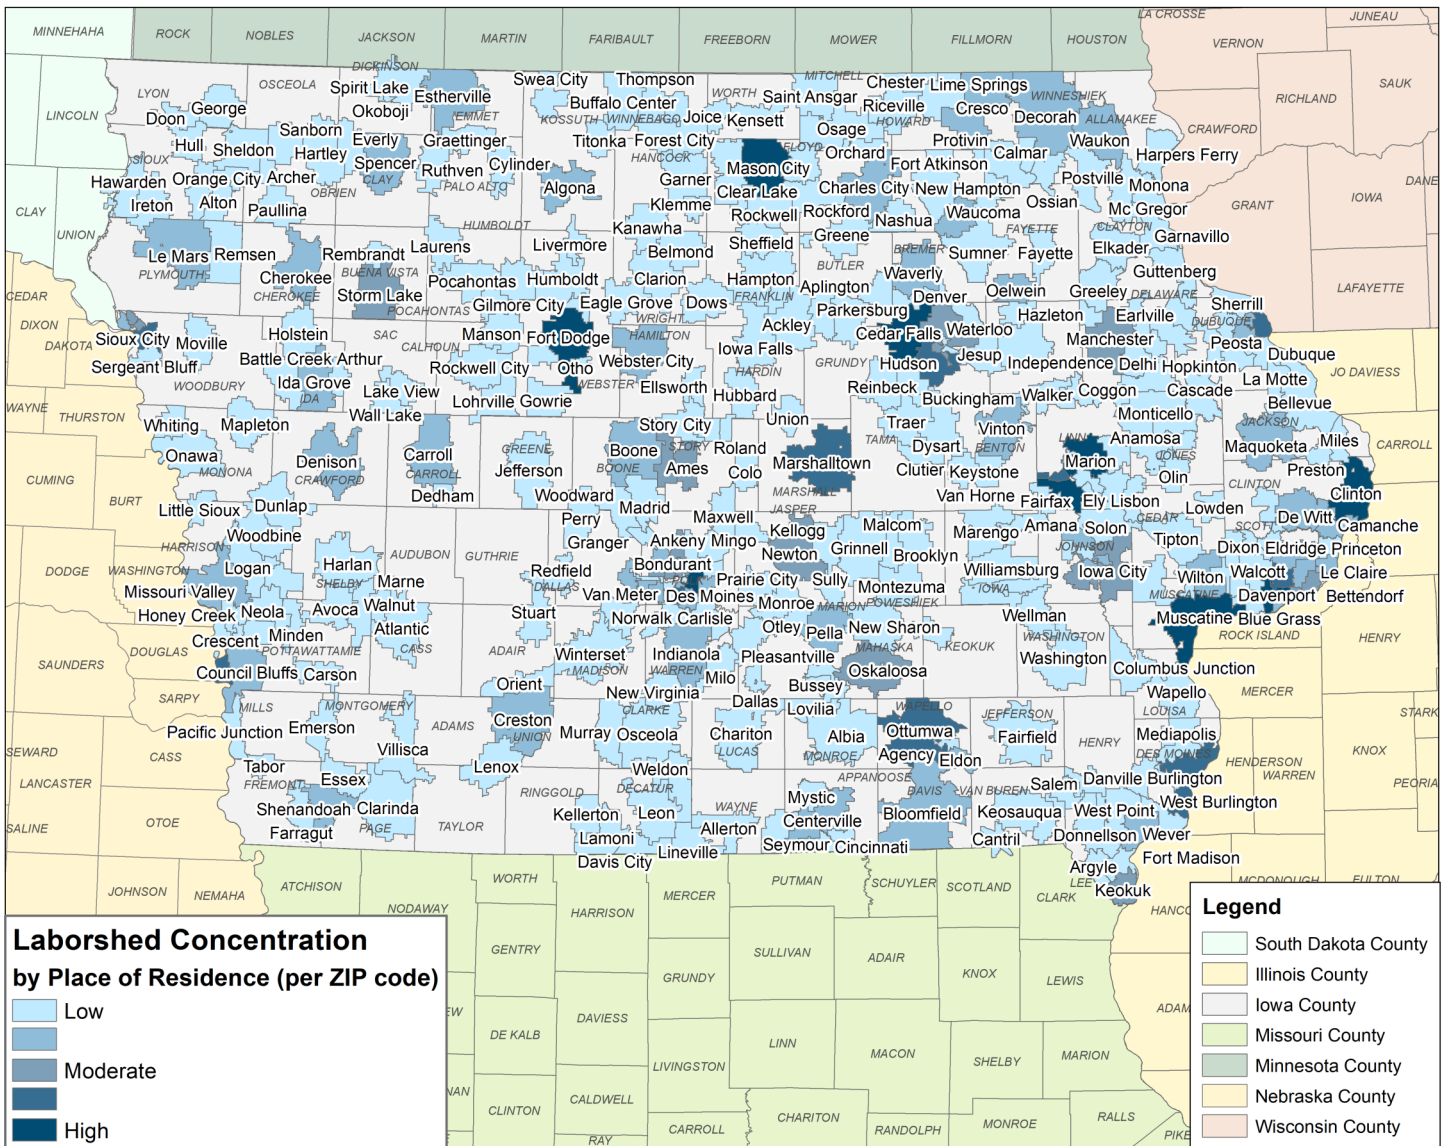 LA CROSSE
JUNEAU
MINNEHAHA
ROCK
NOBLES
JACKSON
MARTIN
FARIBAULT
FREEBORN
MOWER
FILLMORN
HOUSTON
VERNON
SAUK
RICHLAND
CRAWFORD
DANE
IOWA
GRANT
LAFAYETTE
JO DAVIESS
CARROLL
LINCOLN
CLAY
UNION
CEDAR
DIXON
DAKOTA
WAYNE
THURSTON
CUMING
BURT
DODGE
WASHINGTON
DOUGLAS
SAUNDERS
SARPY
CASS
SEWARD
LANCASTER
OTOE
SALINE
JOHNSON
NEMAHA
LYON
OSCEOLA
DICKINSON
EMMET
KOSSUTH
WINNEBAGO
WORTH
MITCHELL
HOWARD
WINNESHIEK
ALLAMAKEE
SIOUX
OBRIEN
CLAY
PALO ALTO
HANCOCK
FLOYD
HUMBOLDT
PLYMOUTH
CHEROKEE
BUENA VISTA
POCAHONTAS
WRIGHT
FRANKLIN
BUTLER
BREMER
FAYETTE
CLAYTON
WOODBURY
IDA
SAC
CALHOUN
WEBSTER
HAMILTON
HARDIN
GRUNDY
DELAWARE
DUBUQUE
MONONA
CRAWFORD
CARROLL
GREENE
BOONE
STORY
MARSHALL
TAMA
BENTON
LINN
JONES
JACKSON
CLINTON
HARRISON
SHELBY
AUDUBON
GUTHRIE
DALLAS
POLK
JASPER
POWESHIEK
IOWA
JOHNSON
CEDAR
SCOTT
MUSCATINE
POTTAWATTAMIE
CASS
ADAIR
MADISON
WARREN
MARION
MAHASKA
KEOKUK
WASHINGTON
LOUISA
MILLS
MONTGOMERY
ADAMS
UNION
CLARKE
LUCAS
MONROE
WAPELLO
JEFFERSON
HENRY
DES MOINES
FREMONT
PAGE
TAYLOR
RINGGOLD
DECATUR
WAYNE
APPANOOSE
DAVIS
VAN BUREN
LEE
Spirit Lake
Okoboji
Estherville
Swea City
Thompson
Buffalo Center
Joice
Kensett
Saint Ansgar
Chester
Lime Springs
Riceville
Cresco
Decorah
George
Doon
Hull
Sheldon
Sanborn
Hartley
Everly
Spencer
Graettinger
Ruthven
Cylinder
Titonka
Forest City
Osage
Orchard
Protivin
Calmar
Waukon
Harpers Ferry
Hawarden
Orange City
Archer
Ireton
Alton
Paullina
Algona
Garner
Klemme
Mason City
Clear Lake
Rockwell
Charles City
Rockford
Fort Atkinson
New Hampton
Nashua
Postville
Monona
Ossian
Mc Gregor
Waucoma
Le Mars
Remsen
Cherokee
Rembrandt
Storm Lake
Laurens
Pocahontas
Livermore
Humboldt
Gilmore City
Kanawha
Belmond
Clarion
Eagle Grove
Dows
Sheffield
Hampton
Greene
Aplington
Waverly
Sumner
Fayette
Elkader
Garnavillo
Guttenberg
Denver
Oelwein
Greeley
Sherrill
Sioux City
Sergeant Bluff
Moville
Holstein
Battle Creek
Arthur
Ida Grove
Manson
Rockwell City
Fort Dodge
Otho
Webster City
Ackley
Iowa Falls
Parkersburg
Cedar Falls
Waterloo
Hudson
Jesup
Hazleton
Independence
Earlville
Manchester
Delhi
Hopkinton
Peosta
Dubuque
La Motte
Bellevue
Lake View
Wall Lake
Lohrville
Gowrie
Ellsworth
Hubbard
Reinbeck
Buckingham
Walker
Coggon
Cascade
Monticello
Whiting
Mapleton
Onawa
Denison
Carroll
Dedham
Jefferson
Boone
Story City
Ames
Roland
Colo
Union
Marshalltown
Traer
Dysart
Clutier
Keystone
Vinton
Van Horne
Marion
Anamosa
Olin
Maquoketa
Miles
Preston
Clinton
Camanche
Little Sioux
Dunlap
Woodbine
Logan
Harlan
Missouri Valley
Honey Creek
Neola
Marne
Avoca
Walnut
Atlantic
Woodward
Perry
Granger
Redfield
Madrid
Ankeny
Bondurant
Maxwell
Mingo
Kellogg
Newton
Malcom
Grinnell
Brooklyn
Marengo
Fairfax
Ely
Lisbon
Amana
Solon
Lowden
Tipton
De Witt
Dixon
Eldridge
Princeton
Van Meter
Des Moines
Prairie City
Sully
Monroe
Montezuma
Williamsburg
Iowa City
Wilton
Walcott
Davenport
Le Claire
Bettendorf
Crescent
Minden
Council Bluffs
Carson
Stuart
Winterset
Norwalk
Carlisle
Indianola
Milo
New Virginia
Otley
Pella
New Sharon
Pleasantville
Bussey
Oskaloosa
Wellman
Washington
Muscatine
Blue Grass
Columbus Junction
Wapello
Pacific Junction
Emerson
Villisca
Orient
Creston
Murray
Osceola
Dallas
Lovilia
Chariton
Albia
Ottumwa
Agency
Eldon
Fairfield
Mediapolis
Tabor
Essex
Shenandoah
Farragut
Clarinda
Lenox
Weldon
Kellerton
Leon
Lamoni
Davis City
Allerton
Lineville
Mystic
Centerville
Seymour
Cincinnati
Bloomfield
Salem
Keosauqua
Cantril
Danville
Burlington
West Burlington
West Point
Donnellson
Wever
Fort Madison
Argyle
Keokuk
ROCK ISLAND
HENRY
MERCER
STARK
KNOX
HENDERSON
WARREN
PEORIA
MCDONOUGH
FULTON
HANCO
ADAM
PIKE
ATCHISON
NODAWAY
WORTH
HARRISON
MERCER
PUTMAN
SCHUYLER
SCOTLAND
CLARK
GENTRY
GRUNDY
SULLIVAN
ADAIR
KNOX
LEWIS
EW
DE KALB
DAVIESS
LIVINGSTON
LINN
MACON
SHELBY
MARION
NAN
CLINTON
CALDWELL
RAY
CARROLL
CHARITON
RANDOLPH
MONROE
RALLS
Laborshed Concentration
by Place of Residence (per ZIP code)
Low
Moderate
High
Legend
South Dakota County
Illinois County
Iowa County
Missouri County
Minnesota County
Nebraska County
Wisconsin County